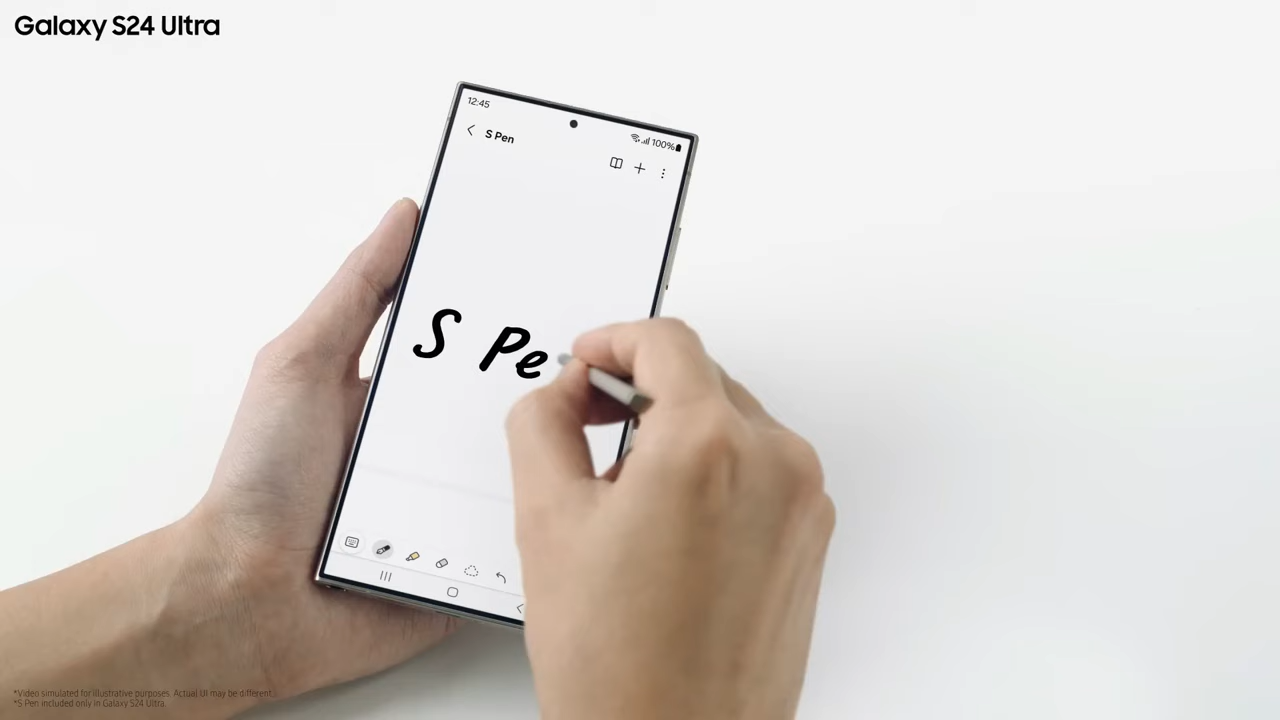 Galaxy S24 Ultra
12:45
100%
S Pen
S Pe
*Video simulated for illustrative purposes. Actual UI may be different.
*S Pen included only in Galaxy S24 Ultra.